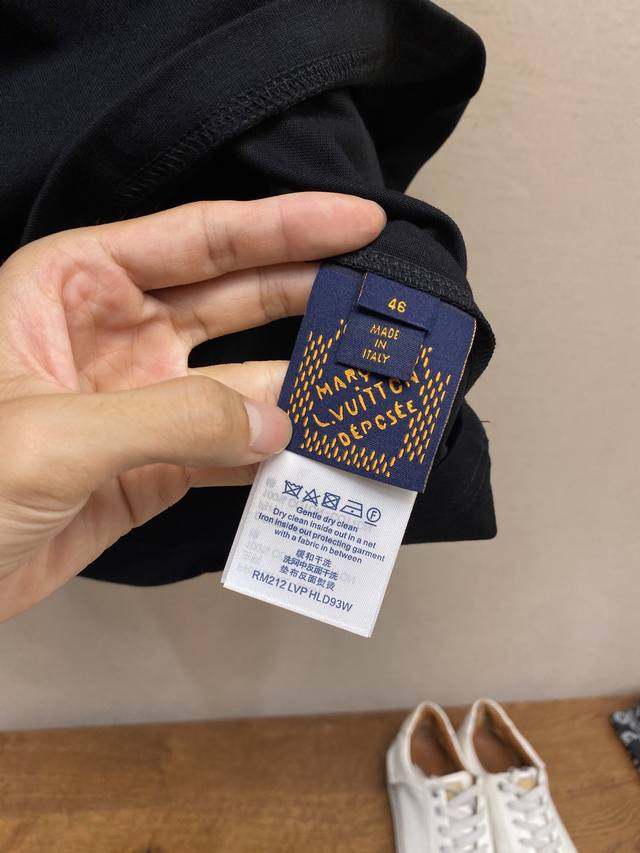 46
MADE
IN
ITALY
L.VUITTON
DÉPOSÉE
Gentle dry clean
Dry clean inside out in a net
Iron inside out protecting garment
with a fabric in between
缓和干洗
洗网中反面干洗
垫布反面熨烫
RM212 LVP HLD93W